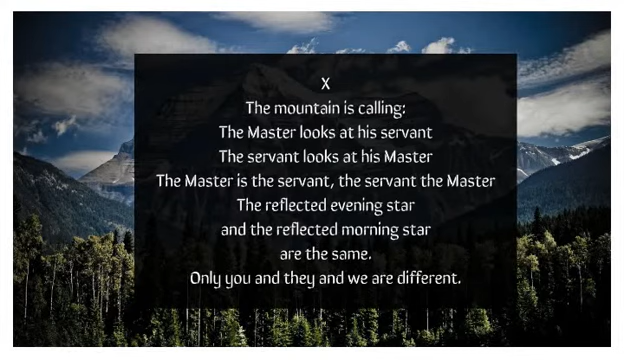 X
The mountain is calling:
The Master looks at his servant
The servant looks at his Master
The Master is the servant, the servant the Master
The reflected evening star
and the reflected morning star
are the same.
Only you and they and we are different.